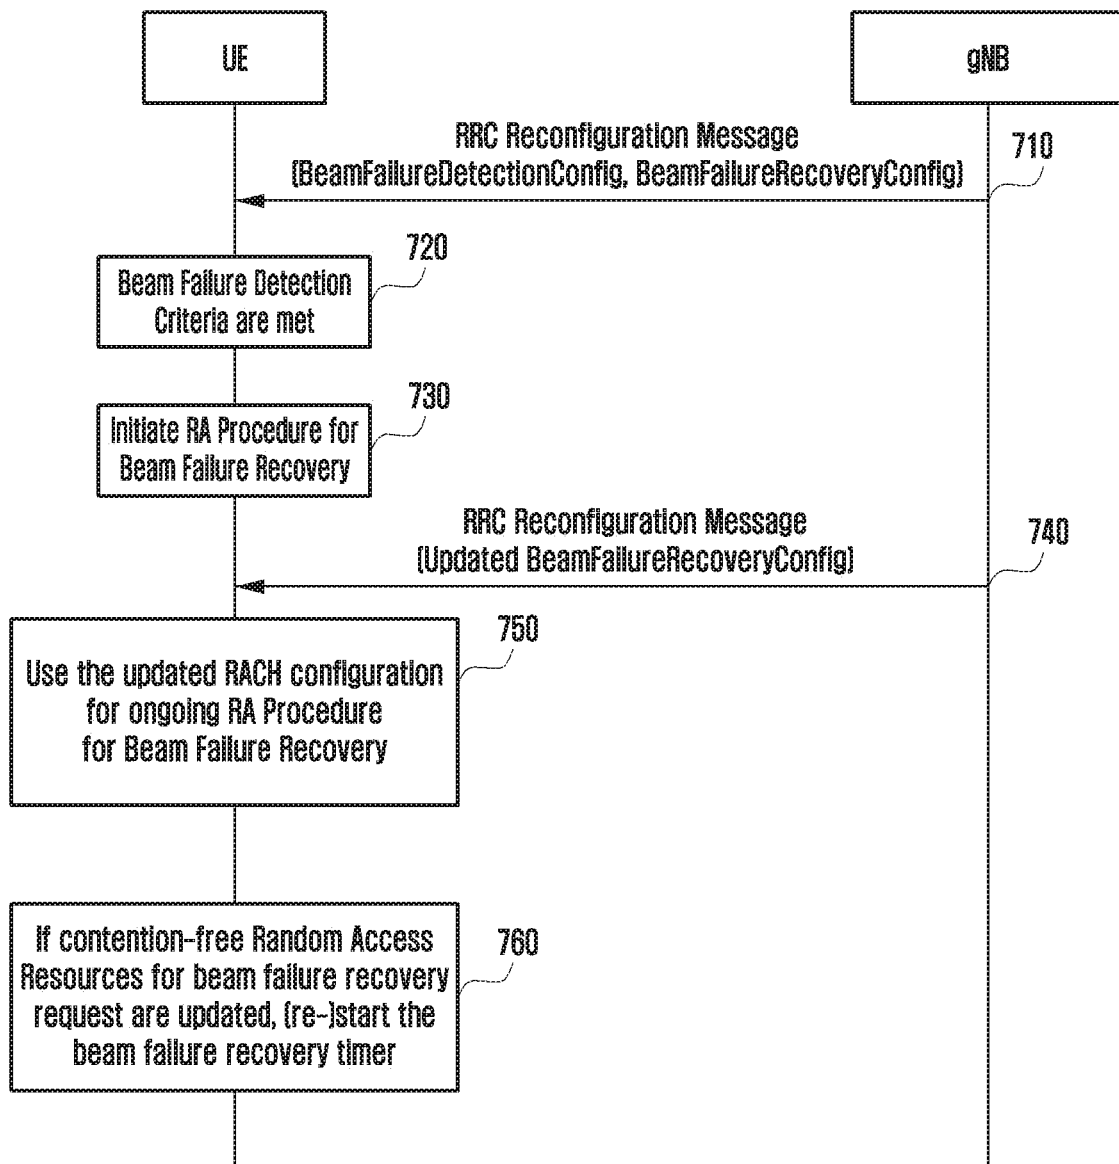 UE
gNB
RRC Reconfiguration Message
(BeamFailureDetectionConfig, BeamFailureRecoveryConfig)
710
720
Beam Failure Detection
Criteria are met
730
Initiate RA Procedure for
Beam Failure Recovery
RRC Reconfiguration Message
(Updated BeamFailureRecoveryConfig)
740
750
Use the updated RACH configuration
for ongoing RA Procedure
for Beam Failure Recovery
760
If contention-free Random Access
Resources for beam failure recovery
request are updated, (re-)start the
beam failure recovery timer